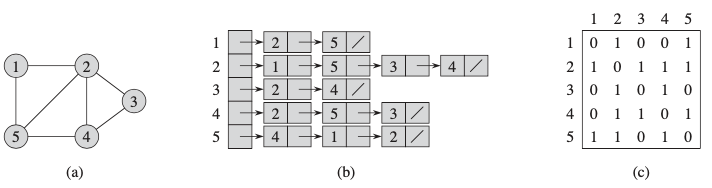 1 2 3 5 4
(a)
1 2 5 /
2 1 5 3 4 /
3 2 4 /
4 2 5 3 /
5 4 1 2 /
(b)
1 2 3 4 5
1 0 1 0 0 1
2 1 0 1 1 1
3 0 1 0 1 0
4 0 1 1 0 1
5 1 1 0 1 0
(c)